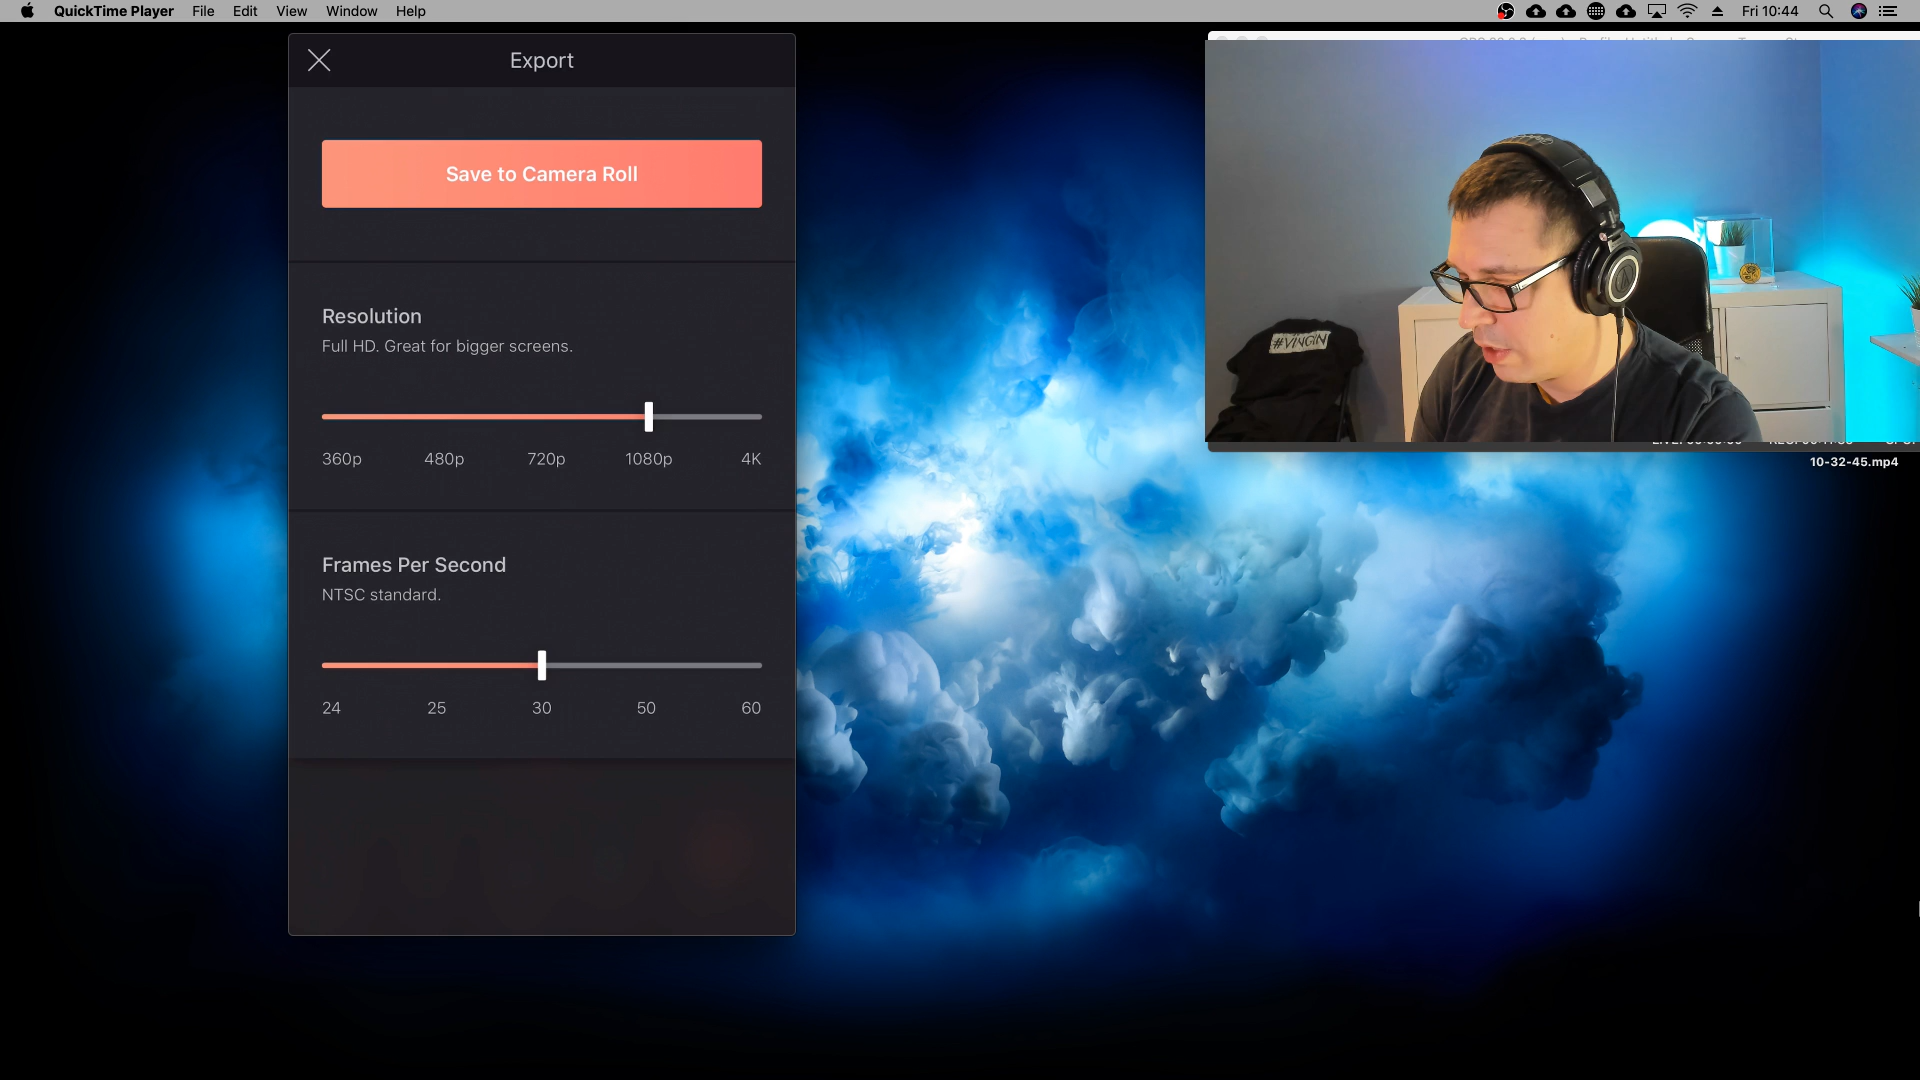 QuickTime Player File Edit View Window Help Fri 10:44
Export
Save to Camera Roll
Resolution
Full HD. Great for bigger screens.
360p 480p 720p 1080p 4K
Frames Per Second
NTSC standard.
24 25 30 50 60
#VINGIN
10-32-45.mp4